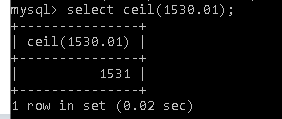 mysql> select ceil(1530.01);
+---------------+
| ceil(1530.01) |
+---------------+
|          1531 |
+---------------+
1 row in set (0.02 sec)